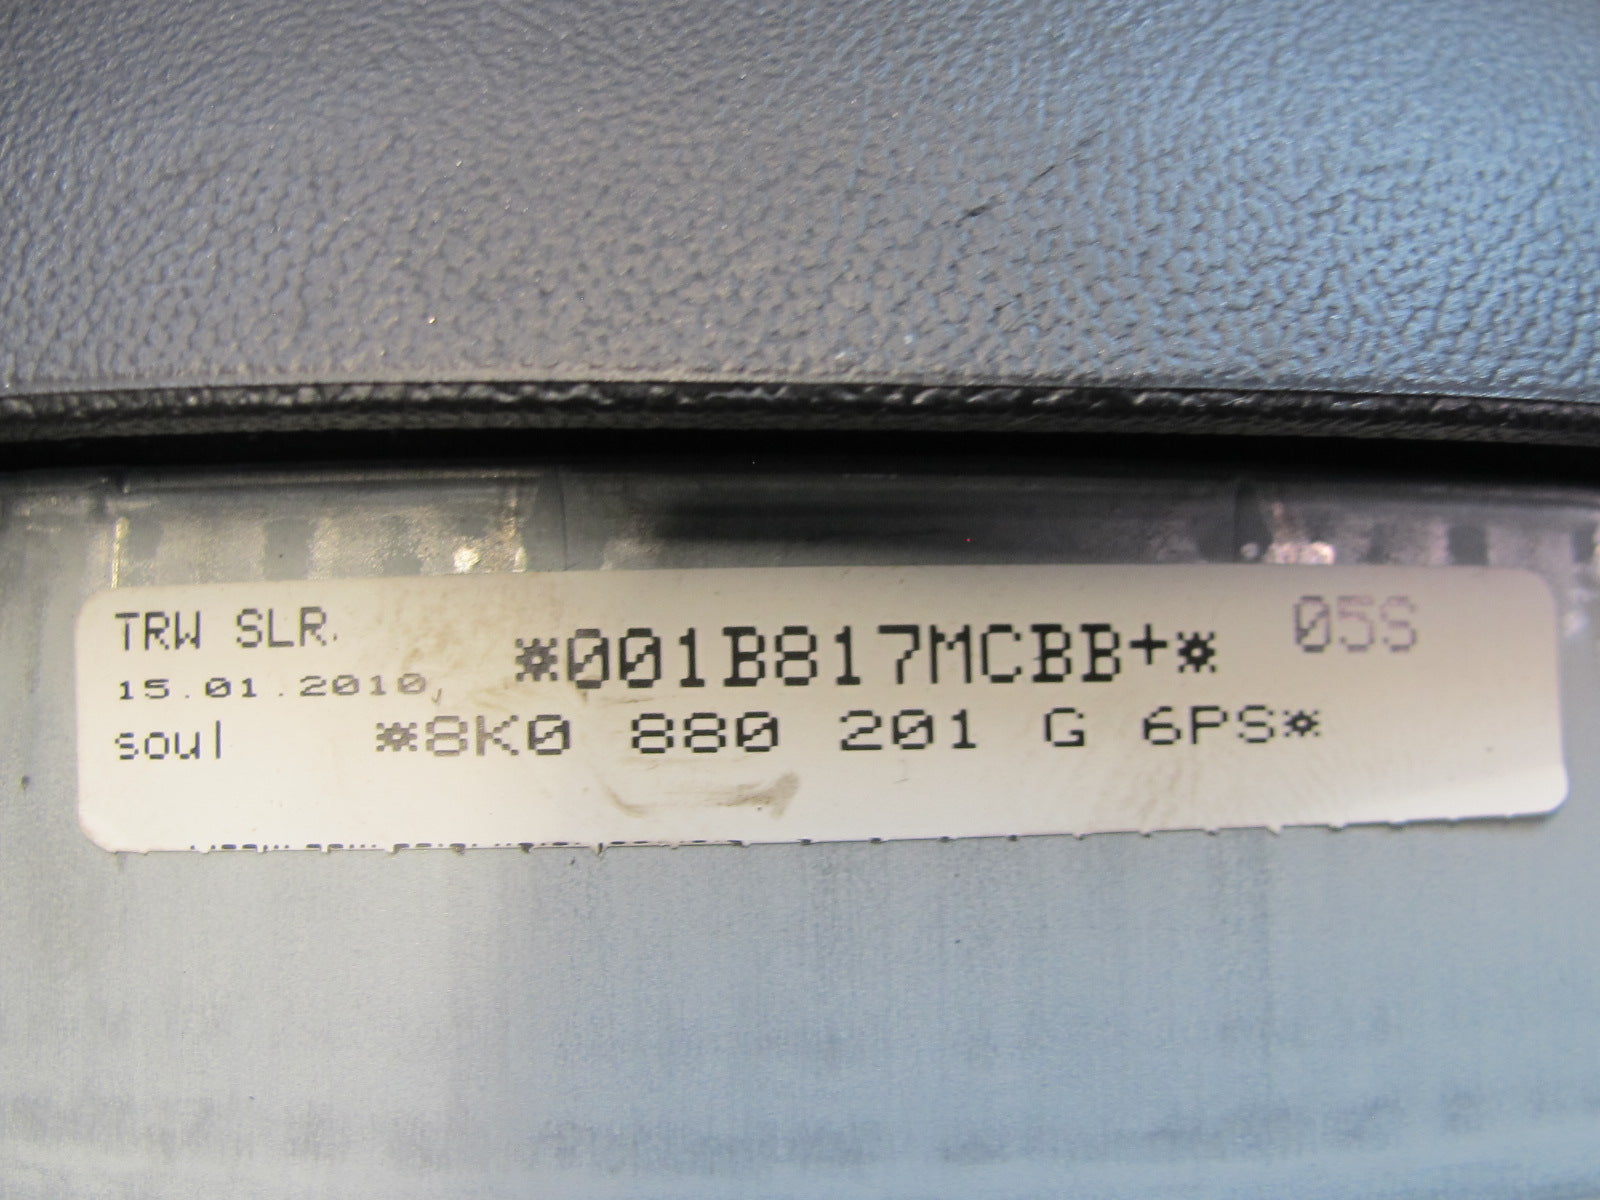 TRW SLR. *001B817MCBB+* 05S
15.01.2010,
soul *8K0 880 201 G 6PS*